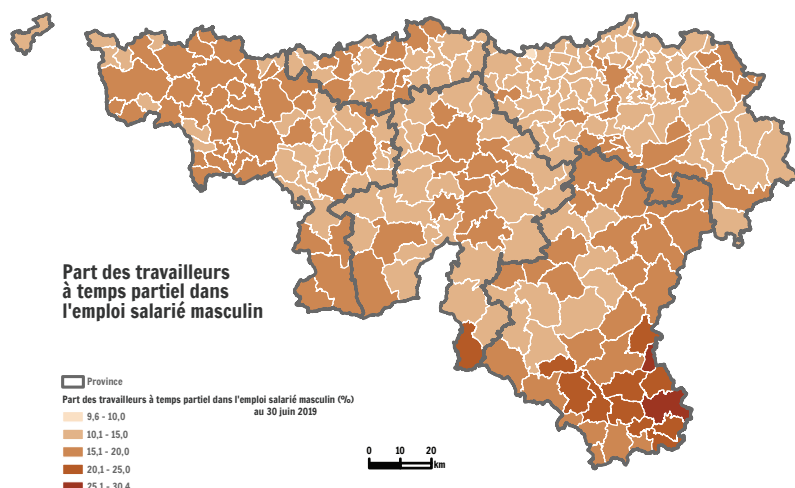 Part des travailleurs
à temps partiel dans
l'emploi salarié masculin
Province
Part des travailleurs à temps partiel dans l'emploi salarié masculin (%)
au 30 juin 2019
9,6 - 10,0
10,1 - 15,0
15,1 - 20,0
20,1 - 25,0
25,1 - 30,4
0 10 20
km